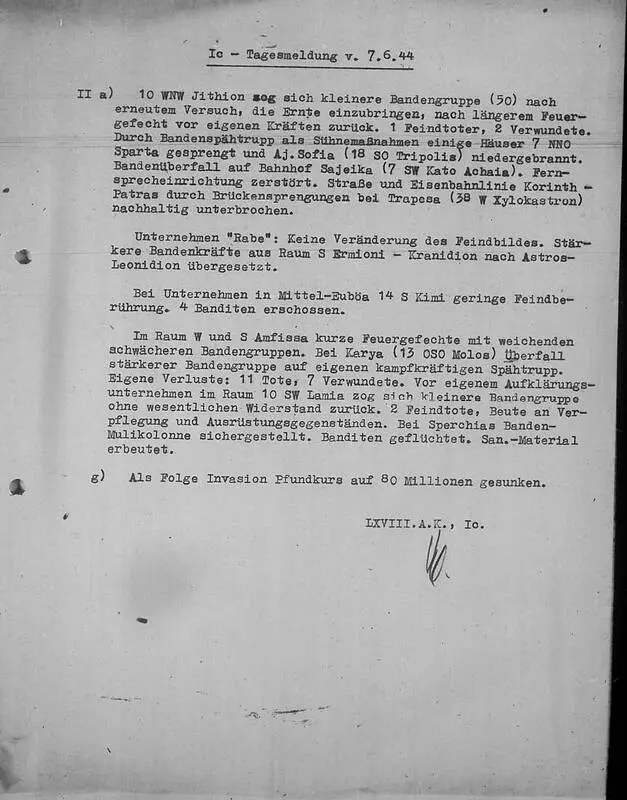 Ic - Tagesmeldung v. 7.6.44
II a) 10 WNW Jithion zog sich kleinere Bandengruppe (50) nach
erneutem Versuch, die Ernte einzubringen, nach längerem Feuer-
gefecht vor eigenen Kräften zurück. 1 Feindtoter, 2 Verwundete.
Durch Bandenspähtrupp als Sühnemaßnahmen einige Häuser 7 NNO
Sparta gesprengt und Aj.Sofia (18 SO Tripolis) niedergebrannt.
Bandenüberfall auf Bahnhof Sajeika (7 SW Kato Achaia). Fern-
sprecheinrichtung zerstört. Straße und Eisenbahnlinie Korinth -
Patras durch Brückensprengungen bei Trapesa (38 W Xylokastron)
nachhaltig unterbrochen.
Unternehmen "Rabe": Keine Veränderung des Feindbildes. Stär-
kere Bandenkräfte aus Raum S Ermioni - Kranidion nach Astros-
Leonidion übergesetzt.
Bei Unternehmen in Mittel-Euböa 14 S Kimi geringe Feindbe-
rührung. 4 Banditen erschossen.
Im Raum W und S Amfissa kurze Feuergefechte mit weichenden
schwächeren Bandengruppen. Bei Karya (13 OSO Molos) Überfall
stärkerer Bandengruppe auf eigenen kampfkräftigen Spähtrupp.
Eigene Verluste: 11 Tote, 7 Verwundete. Vor eigenem Aufklärungs-
unternehmen im Raum 10 SW Lamia zog sich kleinere Bandengruppe
ohne wesentlichen Widerstand zurück. 2 Feindtote, Beute an Ver-
pflegung und Ausrüstungsgegenständen. Bei Sperchias Banden-
Mulikolonne sichergestellt. Banditen geflüchtet. San.-Material
erbeutet.
g) Als Folge Invasion Pfundkurs auf 80 Millionen gesunken.
LXVIII.A.K., Ic.